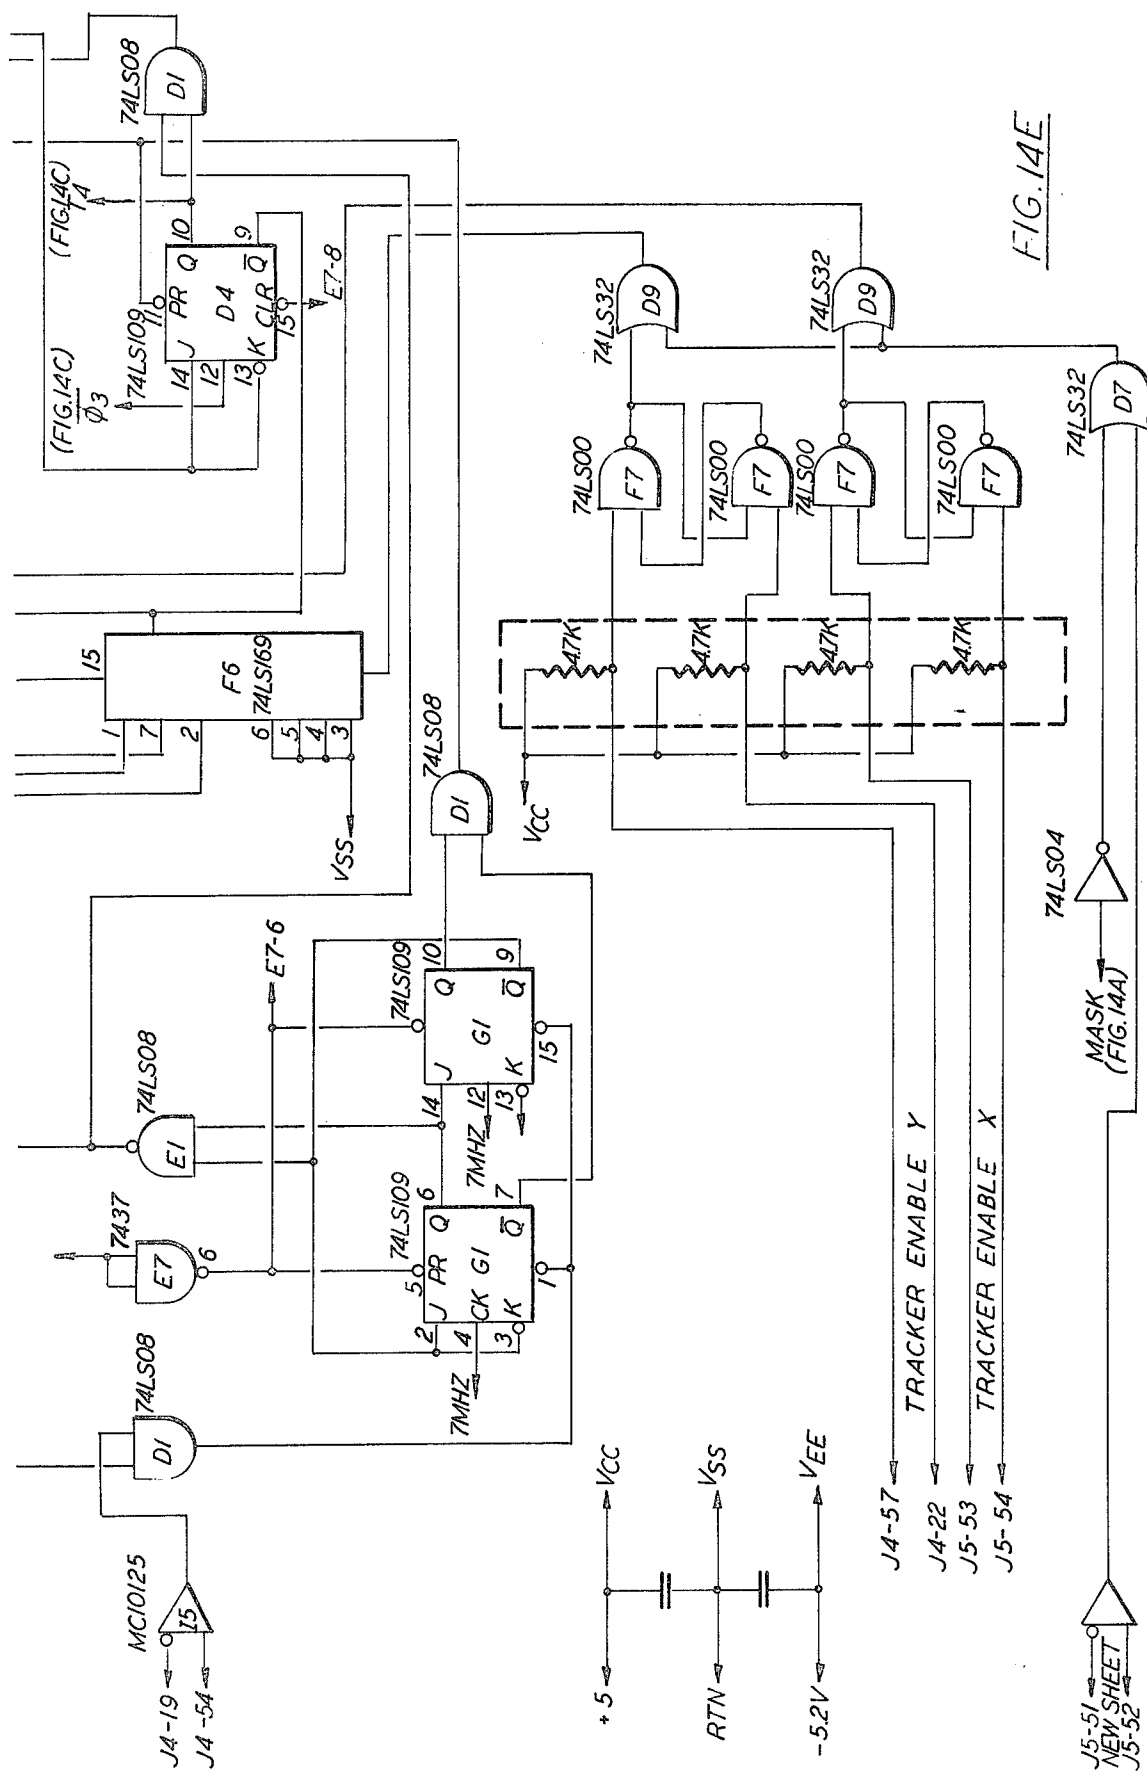 74LS08
D1
(FIG.14C)
T4
(FIG.14C)
Ø3
74LS109
11
PR
Q
10
J
14
12
D4
13
K
CLR
Q̅
9
15
E7-8
15
F6
74LS169
1
7
2
6
5
4
3
VSS
74LS08
D1
E7-6
74LS08
E1
7437
E7
6
74LS08
D1
MC10125
I5
J4-19
J4-54
74LS109
10
Q
J
14
G1
7MHZ
12
13
K
Q̅
9
15
74LS109
5
PR
Q
6
J
2
G1
CK
4
7MHZ
3
K
Q̅
7
1
74LS32
D9
74LS32
D9
74LS00
F7
74LS00
F7
74LS00
F7
74LS00
F7
74LS32
D7
4.7K
4.7K
4.7K
4.7K
VCC
74LS04
MASK
(FIG.14A)
TRACKER ENABLE Y
TRACKER ENABLE X
J4-57
J4-22
J5-53
J5-54
+5
VCC
RTN
VSS
-5.2V
VEE
J5-51
NEW SHEET
J5-52
FIG.14E